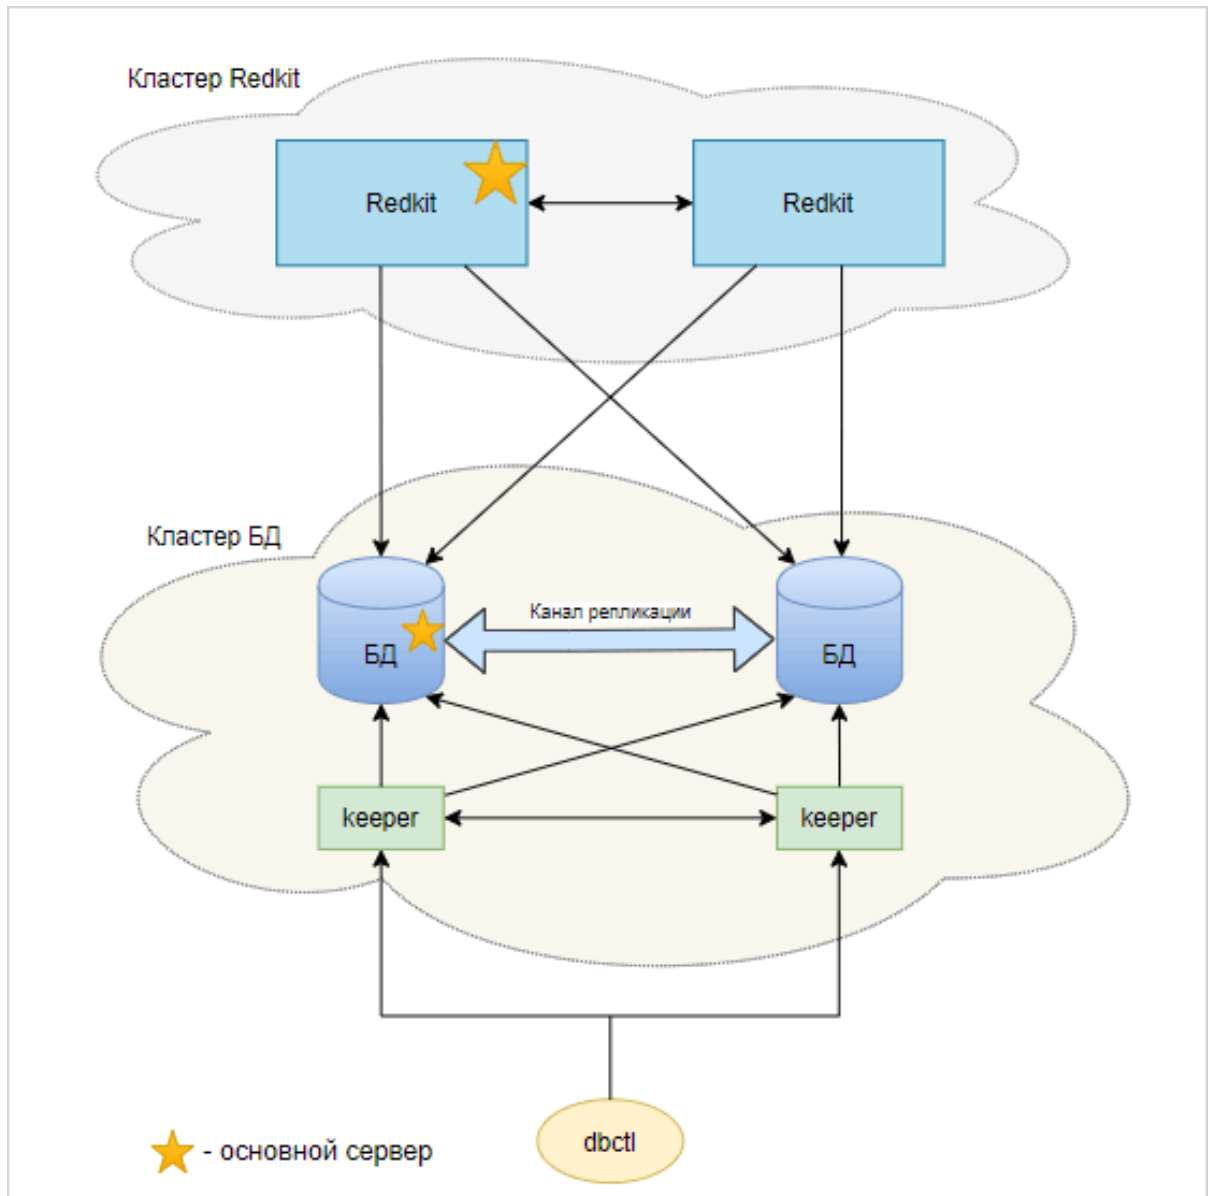 Кластер Redkit
Redkit
Redkit
Кластер БД
Канал репликации
БД
БД
keeper
keeper
dbctl
- основной сервер